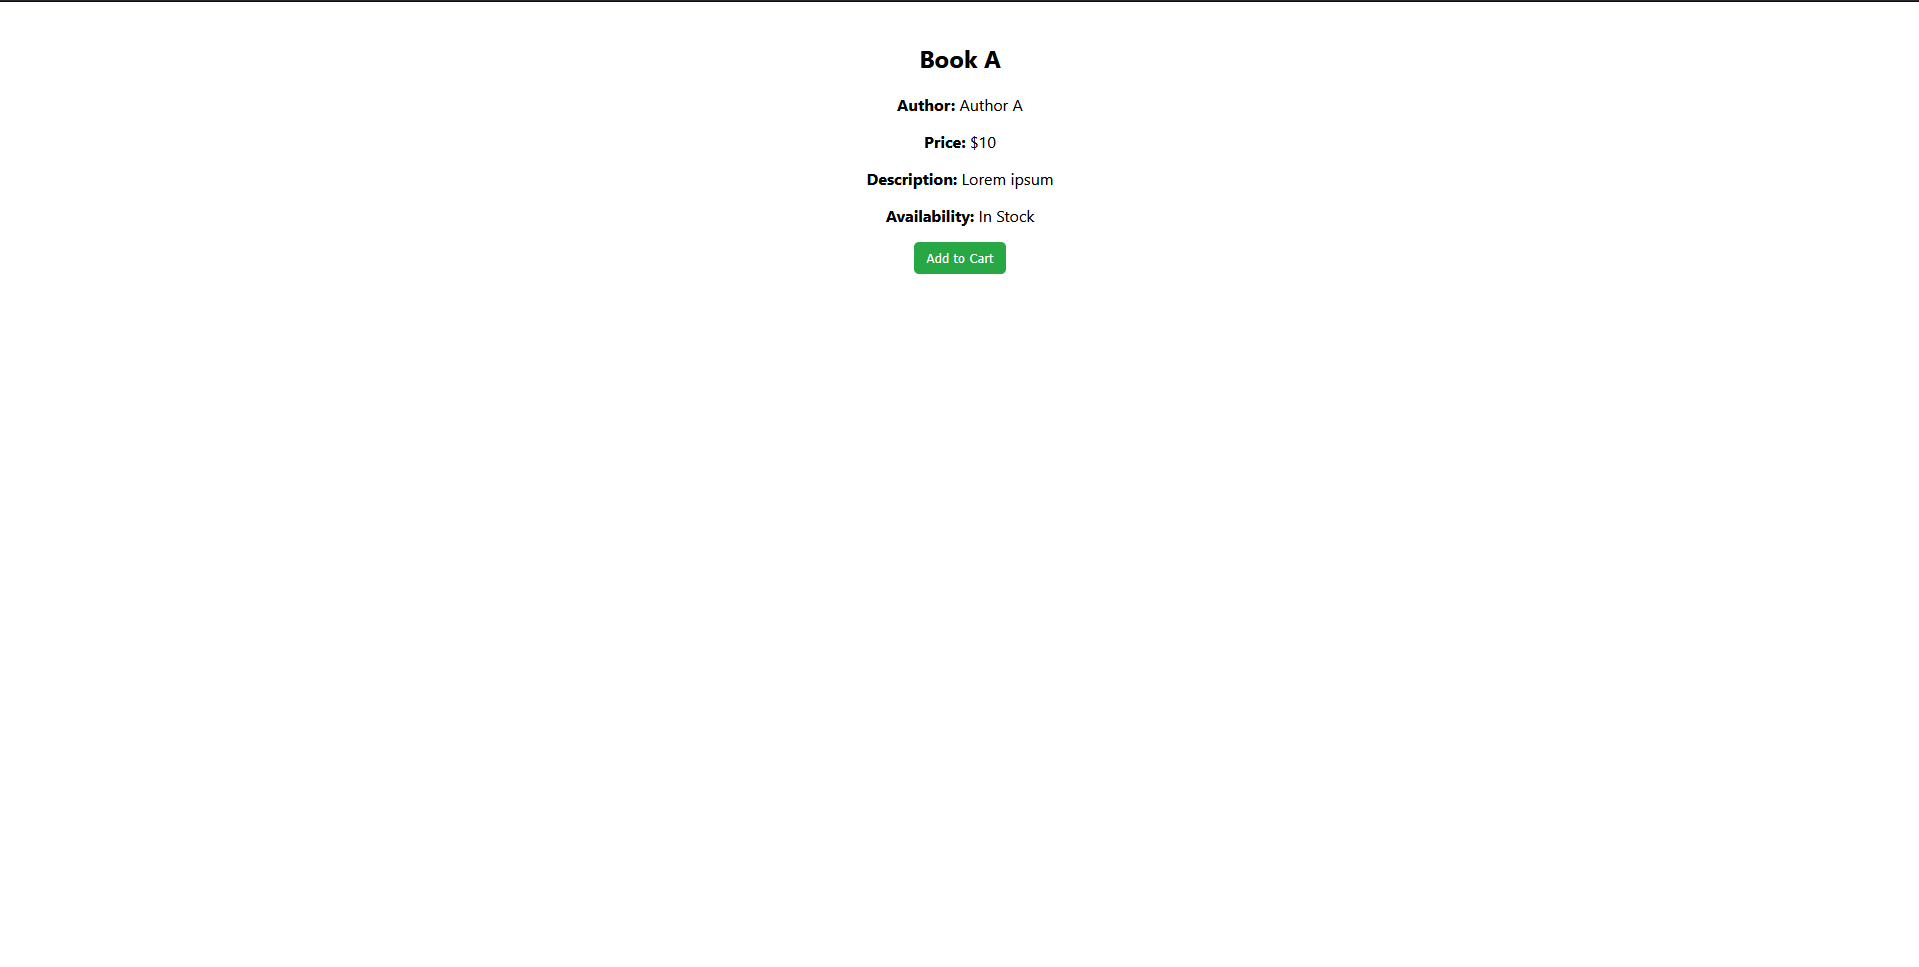 Book A
Author: Author A
Price: $10
Description: Lorem ipsum
Availability: In Stock
Add to Cart